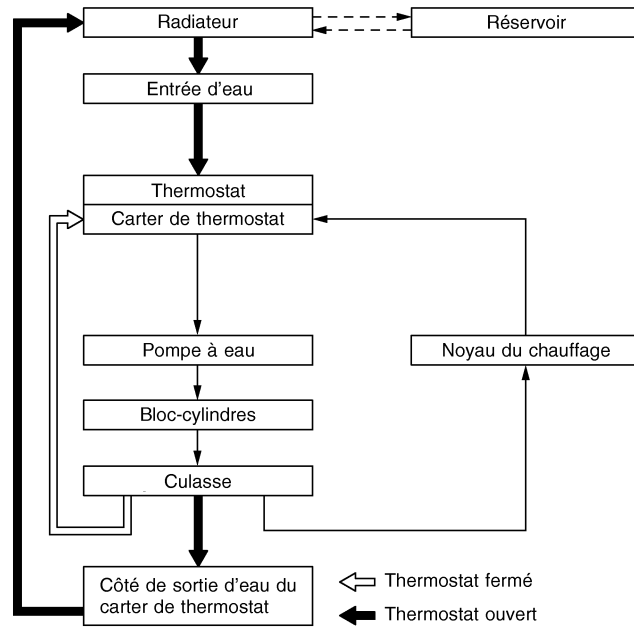 Radiateur
Réservoir
Entrée d'eau
Thermostat
Carter de thermostat
Pompe à eau
Noyau du chauffage
Bloc-cylindres
Culasse
Côté de sortie d'eau du
carter de thermostat
Thermostat fermé
Thermostat ouvert